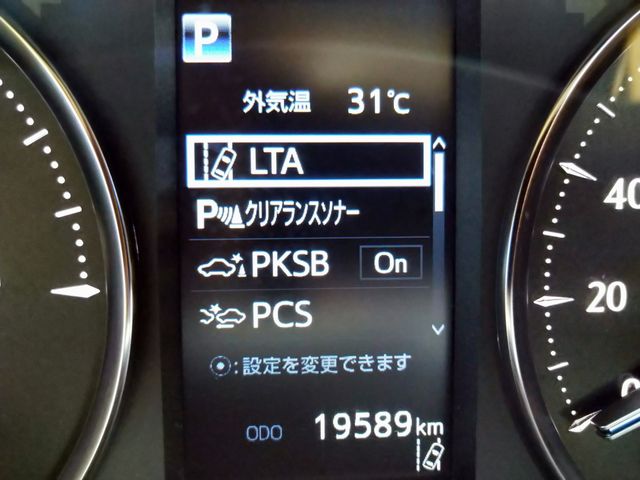 P
外気温 31℃
LTA
P クリアランスソナー
PKSB On
PCS
:設定を変更できます
ODO 19589 km
40
20
0